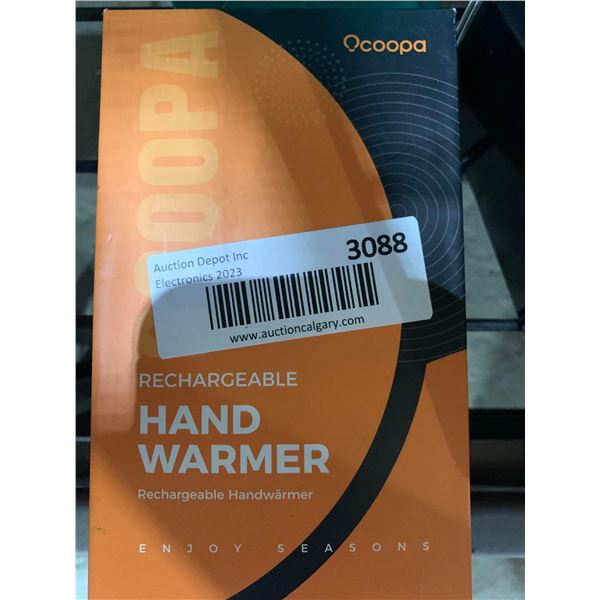 Ocoopa
OCOOPA
Auction Depot Inc
Electronics 2023
3088
www.auctioncalgary.com
RECHARGEABLE
HAND
WARMER
Rechargeable Handwärmer
ENJOY SEASONS